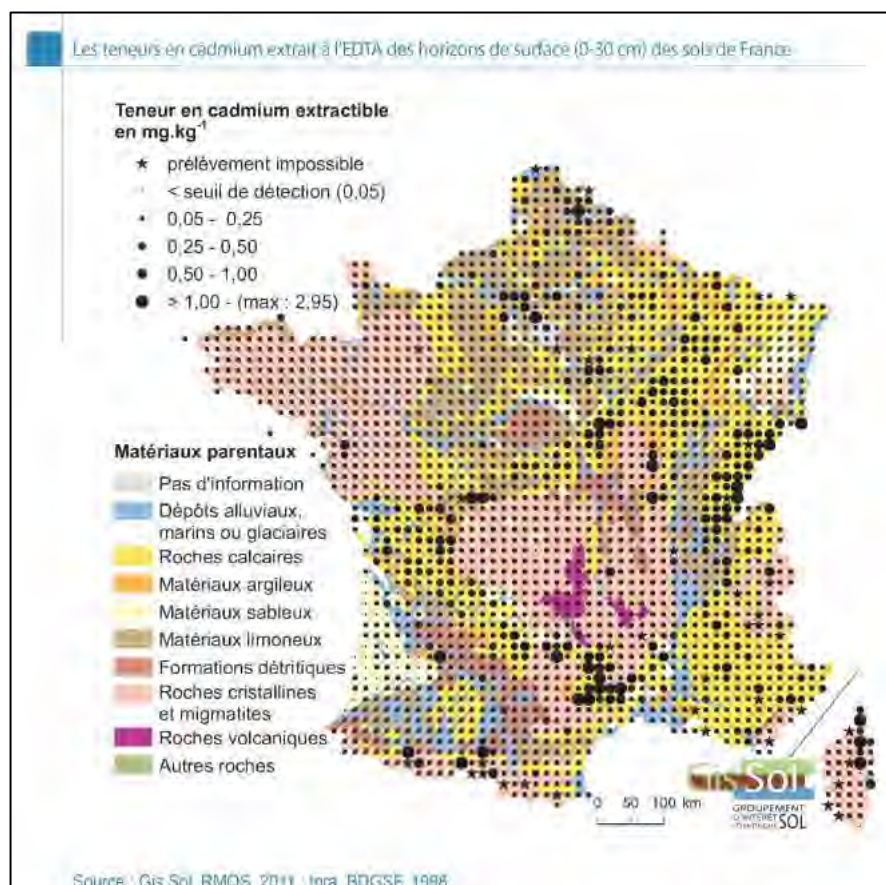 Les teneurs en cadmium extrait à l'EDTA des horizons de surface (0-30 cm) des sols de France
Teneur en cadmium extractible
en mg.kg-1
prélèvement impossible
< seuil de détection (0,05)
0,05 - 0,25
0,25 - 0,50
0,50 - 1,00
> 1,00 - (max : 2,95)
Matériaux parentaux
Pas d'information
Dépôts alluviaux,
marins ou glaciaires
Roches calcaires
Matériaux argileux
Matériaux sableux
Matériaux limoneux
Formations détritiques
Roches cristallines
et migmatites
Roches volcaniques
Autres roches
0 50 100 km
Gis Sol
GROUPEMENT
D'INTÉRÊT
SCIENTIFIQUE SOL
Source : Gis Sol, RMQS, 2011 ; Inra, BDGSF, 1998